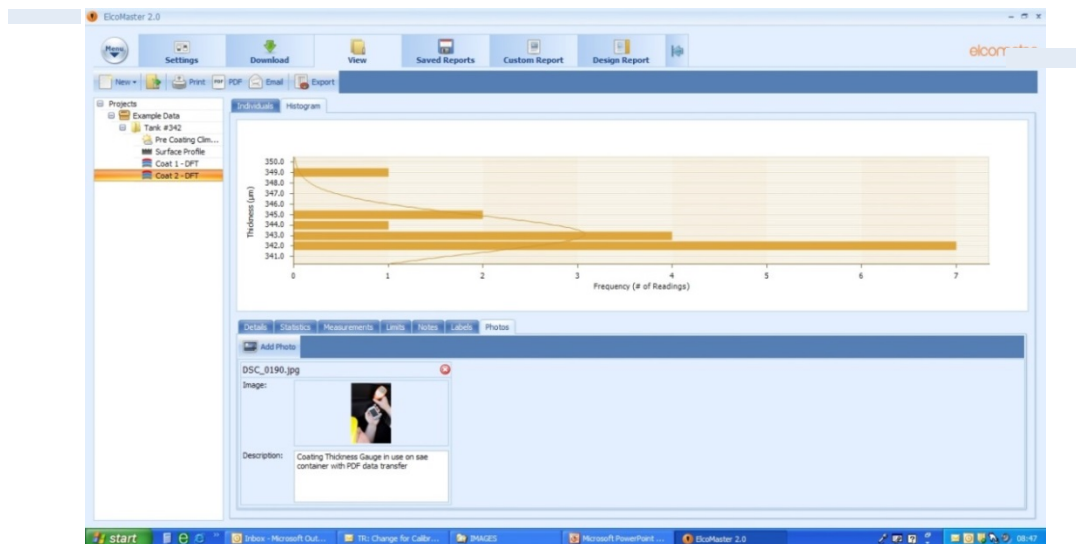 ElcoMaster 2.0
Menu
Settings Download View Saved Reports Custom Report Design Report
New Print PDF PDF Email Export
Projects
Example Data
Tank #342
Pre Coating Clim...
Surface Profile
Coat 1 - DFT
Coat 2 - DFT
Individuals Histogram
350.0
349.0
348.0
347.0
346.0
345.0
344.0
343.0
342.0
341.0
Thickness (µm)
0 1 2 3 4 5 6 7
Frequency (# of Readings)
Details Statistics Measurements Limits Notes Labels Photos
Add Photo
DSC_0190.jpg
Image:
Description:
Coating Thickness Gauge in use on sae
container with PDF data transfer
start
Inbox - Microsoft Out... TR: Change for Calibr... IMAGES Microsoft PowerPoint ... ElcoMaster 2.0 08:47